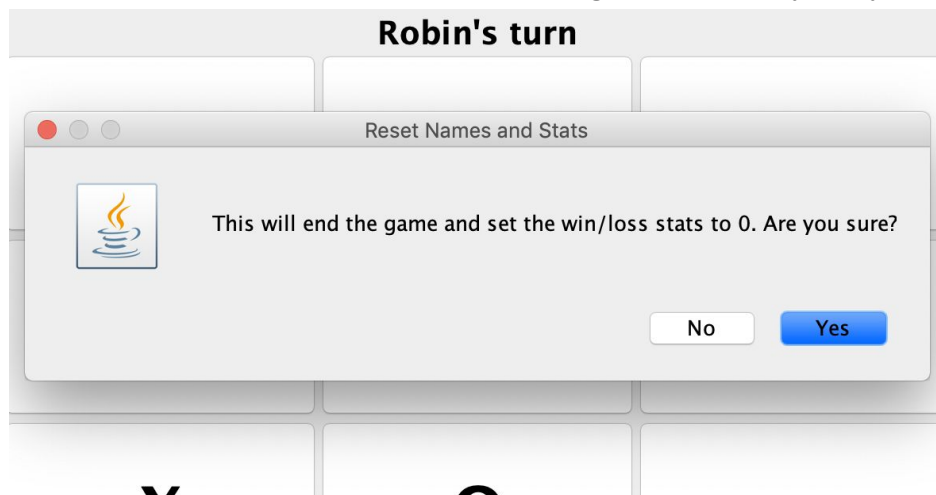 Robin's turn
Reset Names and Stats
This will end the game and set the win/loss stats to 0. Are you sure?
No Yes